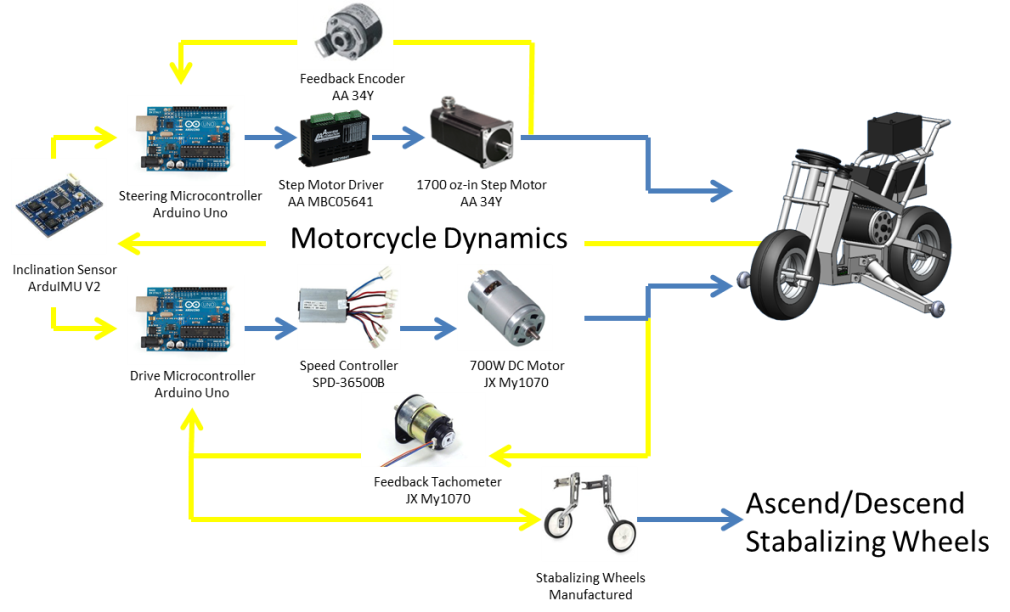 Feedback Encoder
AA 34Y
Steering Microcontroller
Arduino Uno
Step Motor Driver
AA MBC05641
1700 oz-in Step Motor
AA 34Y
Motorcycle Dynamics
Inclination Sensor
ArduIMU V2
Drive Microcontroller
Arduino Uno
Speed Controller
SPD-36500B
700W DC Motor
JX My1070
Feedback Tachometer
JX My1070
Ascend/Descend
Stabalizing Wheels
Stabalizing Wheels
Manufactured